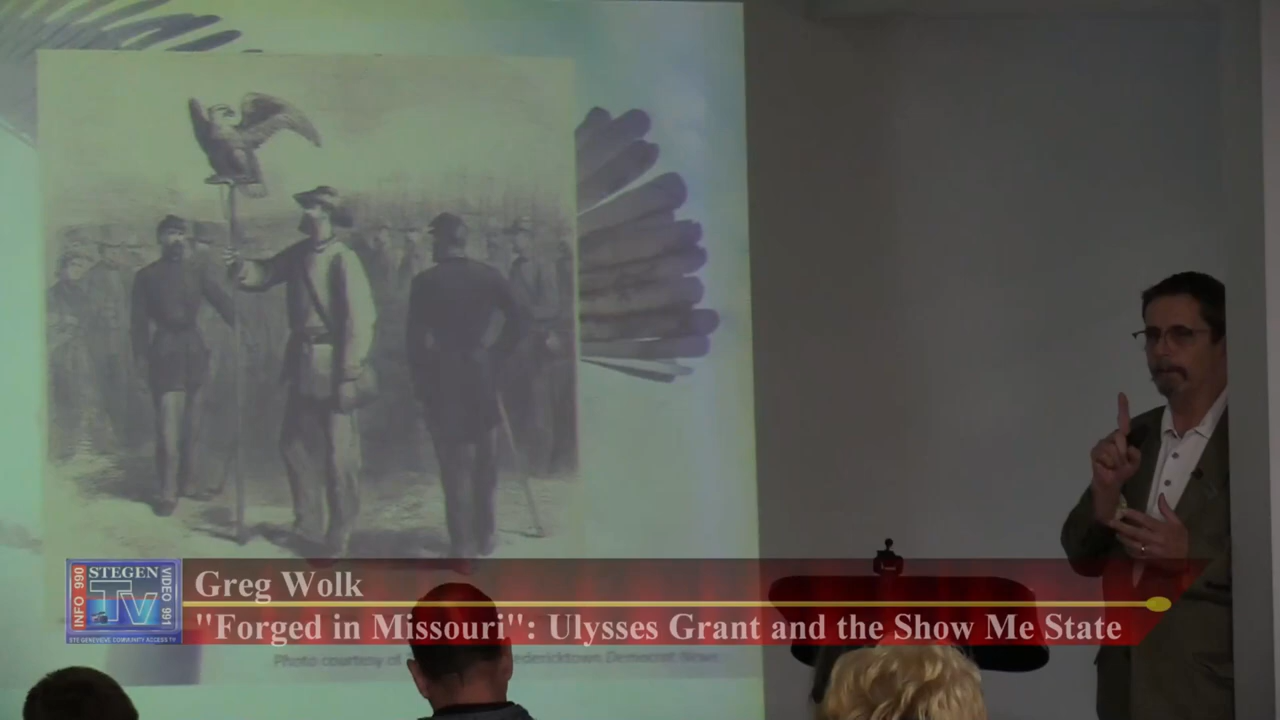 INFO 990
STEGEN
TV
VIDEO 991
STE GENEVIEVE COMMUNITY ACCESS TV
Greg Wolk
"Forged in Missouri": Ulysses Grant and the Show Me State
Photo courtesy of
Fredericktown Democrat News